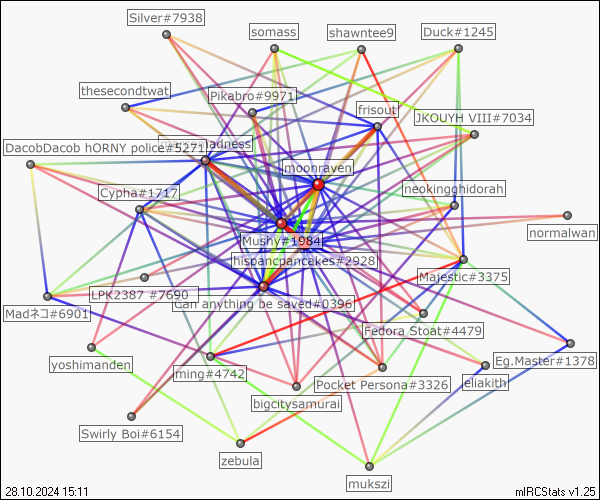 Silver#7938
somass
shawntee9
Duck#1245
thesecondtwat
Pikabro#9971
frisout
JKOUYH VIII#7034
DacobDacob hORNY police#5271
adness
moonraven
Cypha#1717
neokingghidorah
normalwan
Mushy#1984
hispancpancakes#2928
Majestic#3375
LPK2387 #7690
can anything be saved#0396
Madネコ#6901
Fedora Stoat#4479
yoshimanden
ming#4742
Pocket Persona#3326
eliakith
Eg.Master#1378
bigcitysamurai
Swirly Boi#6154
zebula
mukszi
28.10.2024 15:11
mIRCStats v1.25